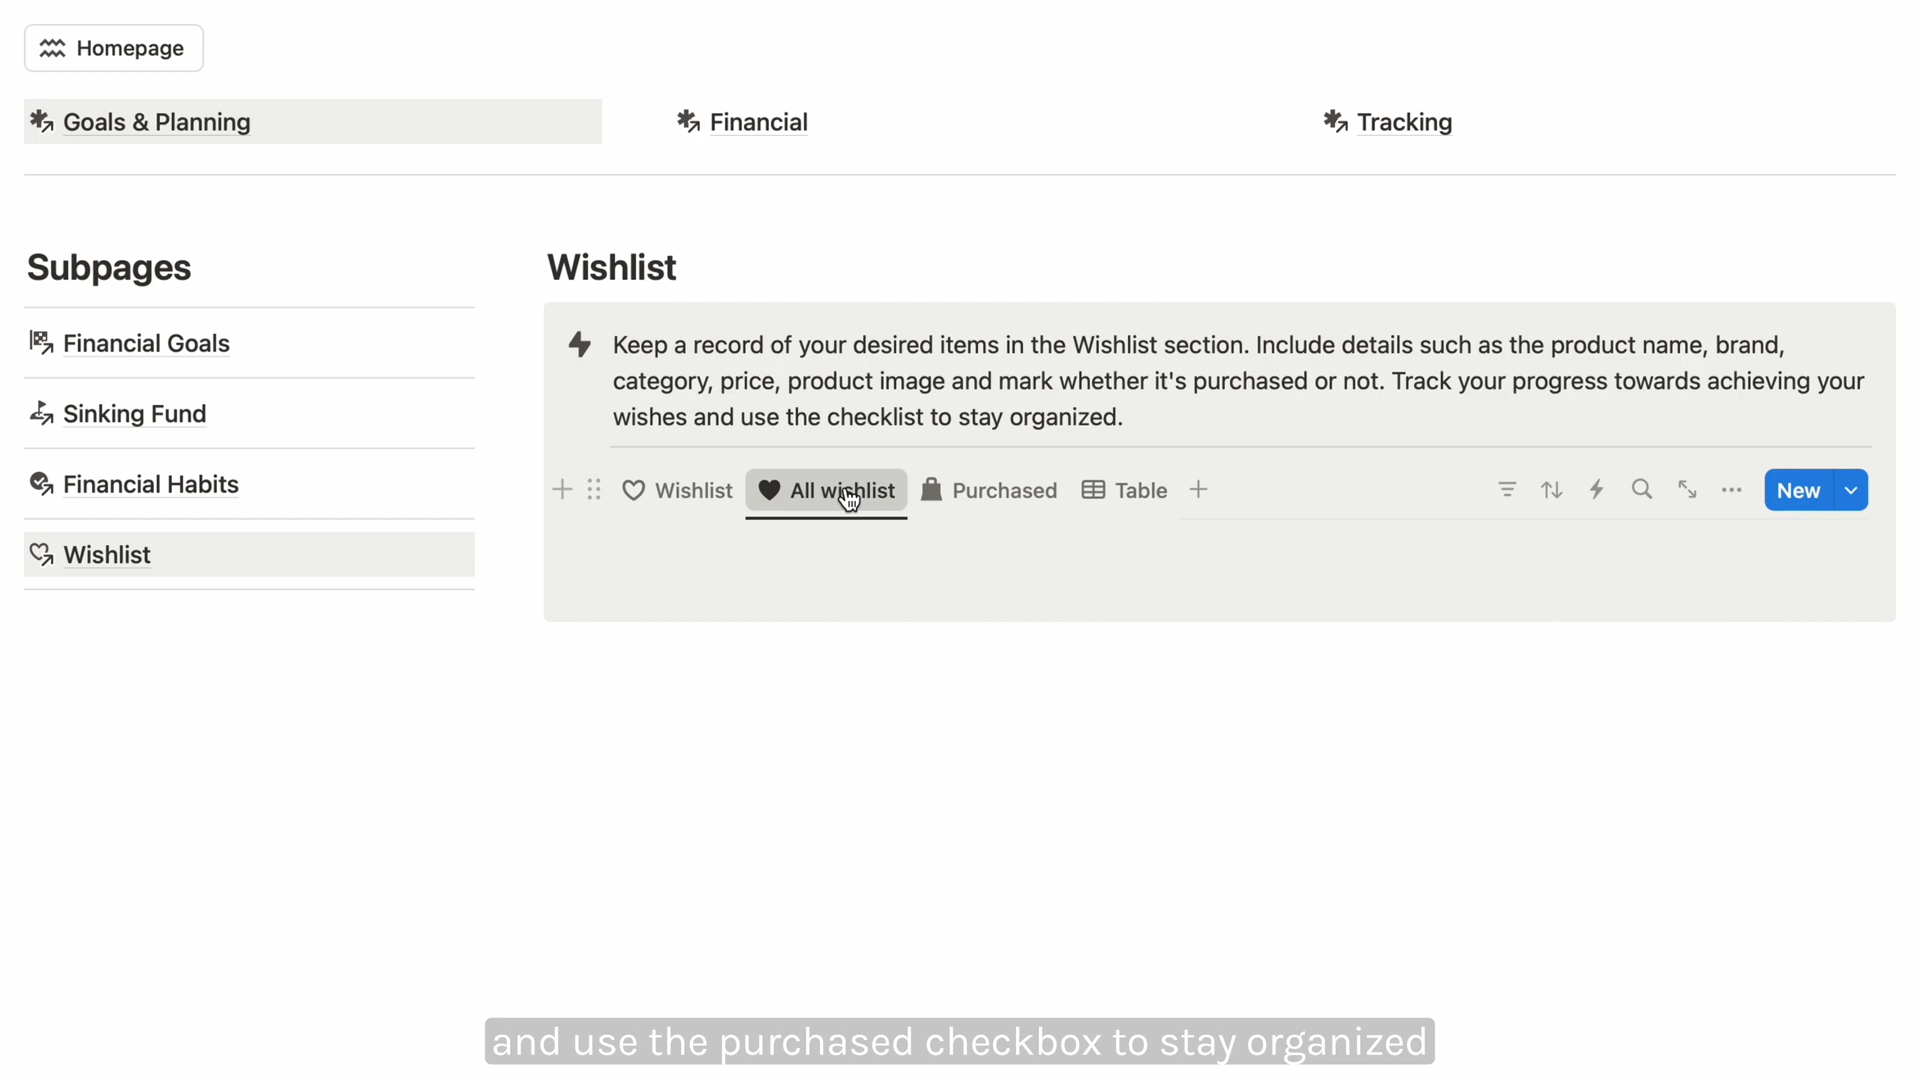 Homepage
Goals & Planning
Financial
Tracking
Subpages
Financial Goals
Sinking Fund
Financial Habits
Wishlist
Wishlist
Keep a record of your desired items in the Wishlist section. Include details such as the product name, brand,
category, price, product image and mark whether it's purchased or not. Track your progress towards achieving your
wishes and use the checklist to stay organized.
Wishlist All wishlist Purchased Table New
and use the purchased checkbox to stay organized